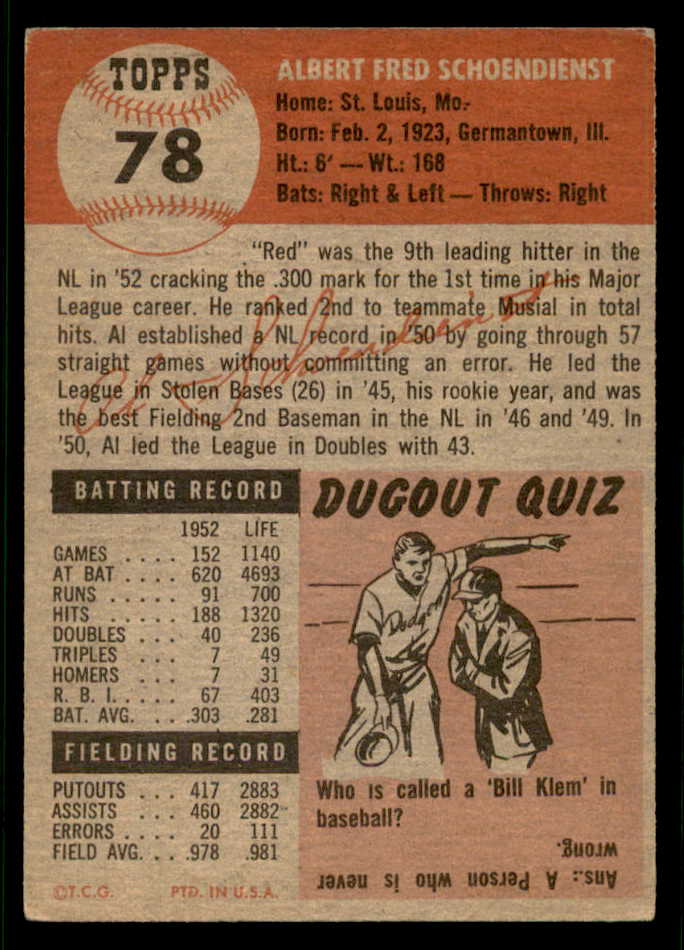 TOPPS
78
ALBERT FRED SCHOENDIENST
Home: St. Louis, Mo.
Born: Feb. 2, 1923, Germantown, Ill.
Ht.: 6' — Wt.: 168
Bats: Right & Left — Throws: Right
"Red" was the 9th leading hitter in the
NL in '52 cracking the .300 mark for the 1st time in his Major
League career. He ranked 2nd to teammate Musial in total
hits. Al established a NL record in '50 by going through 57
straight games without committing an error. He led the
League in Stolen Bases (26) in '45, his rookie year, and was
the best Fielding 2nd Baseman in the NL in '46 and '49. In
'50, Al led the League in Doubles with 43.
Al Schoendienst
BATTING RECORD
1952 LIFE
GAMES .... 152 1140
AT BAT .... 620 4693
RUNS ..... 91 700
HITS ..... 188 1320
DOUBLES ... 40 236
TRIPLES ... 7 49
HOMERS ... 7 31
R. B. I. .... 67 403
BAT. AVG. ... .303 .281
FIELDING RECORD
PUTOUTS ... 417 2883
ASSISTS ... 460 2882
ERRORS .... 20 111
FIELD AVG. .. .978 .981
©T.C.G. PTD. IN U.S.A.
DUGOUT QUIZ
Dodgers
Who is called a 'Bill Klem' in
baseball?
Ans.: A Person who is never
wrong.